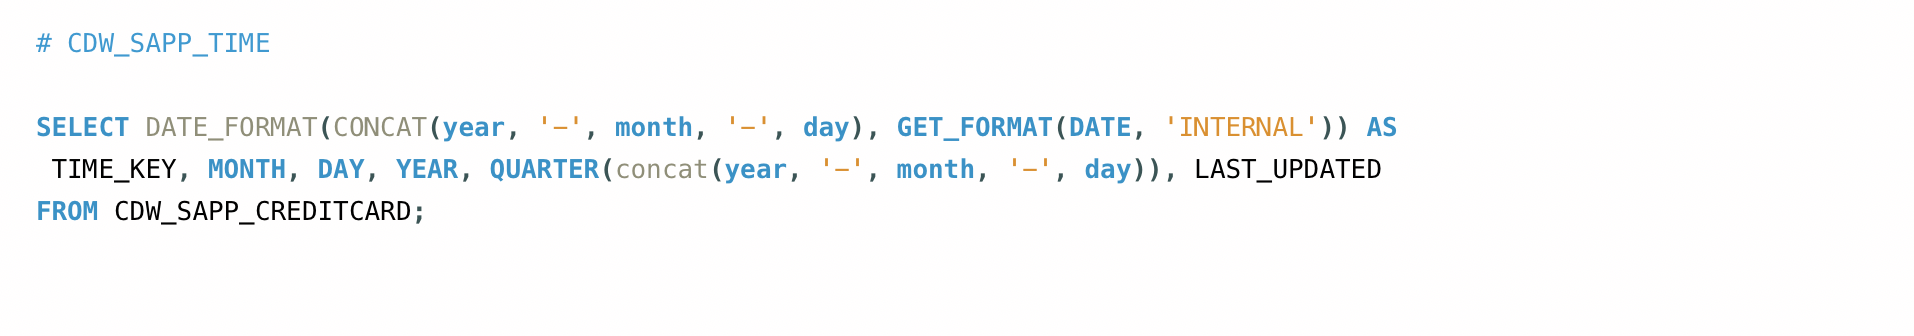 # CDW_SAPP_TIME
SELECT DATE_FORMAT(CONCAT(year, '-', month, '-', day), GET_FORMAT(DATE, 'INTERNAL')) AS
TIME_KEY, MONTH, DAY, YEAR, QUARTER(concat(year, '-', month, '-', day)), LAST_UPDATED
FROM CDW_SAPP_CREDITCARD;